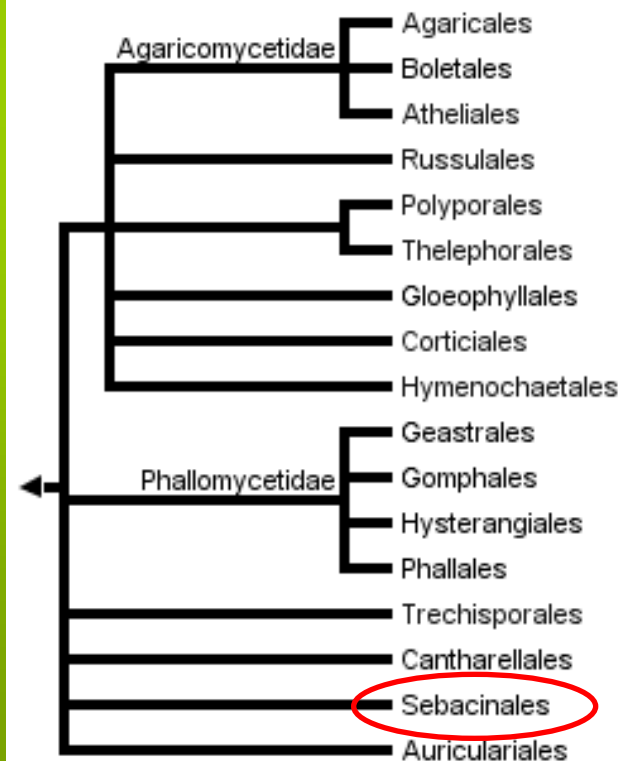 Agaricales
Agaricomycetidae
Boletales
Atheliales
Russulales
Polyporales
Thelephorales
Gloeophyllales
Corticiales
Hymenochaetales
Geastrales
Phallomycetidae
Gomphales
Hysterangiales
Phallales
Trechisporales
Cantharellales
Sebacinales
Auriculariales